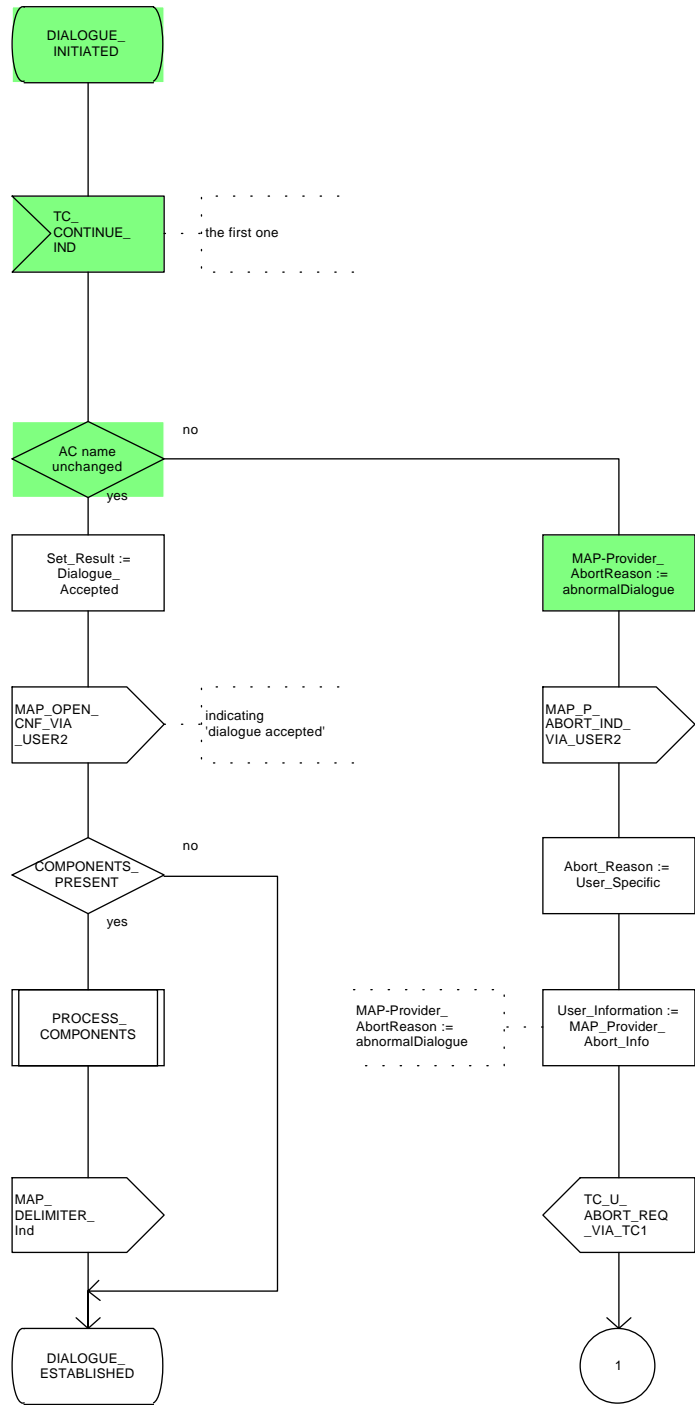 DIALOGUE_
INITIATED
TC_
CONTINUE_
IND
the first one
AC name
unchanged
no
yes
Set_Result :=
Dialogue_
Accepted
MAP-Provider_
AbortReason :=
abnormalDialogue
MAP_OPEN_
CNF_VIA
_USER2
indicating
'dialogue accepted'
MAP_P_
ABORT_IND_
VIA_USER2
COMPONENTS_
PRESENT
no
yes
Abort_Reason :=
User_Specific
PROCESS_
COMPONENTS
MAP-Provider_
AbortReason :=
abnormalDialogue
User_Information :=
MAP_Provider_
Abort_Info
MAP_
DELIMITER_
Ind
TC_U_
ABORT_REQ
_VIA_TC1
DIALOGUE_
ESTABLISHED
1